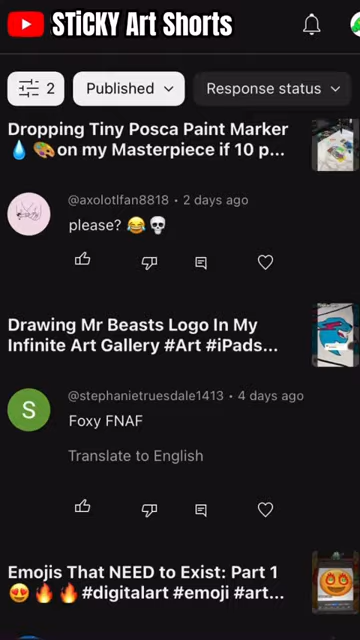 STiCKY Art Shorts
2
Published
Response status
Dropping Tiny Posca Paint Marker
💧🎨on my Masterpiece if 10 p...
@axolotlfan8818 • 2 days ago
please? 😂💀
Drawing Mr Beasts Logo In My
Infinite Art Gallery #Art #iPads...
@stephanietruesdale1413 • 4 days ago
S
Foxy FNAF
Translate to English
Emojis That NEED to Exist: Part 1
😍🔥🔥#digitalart #emoji #art...